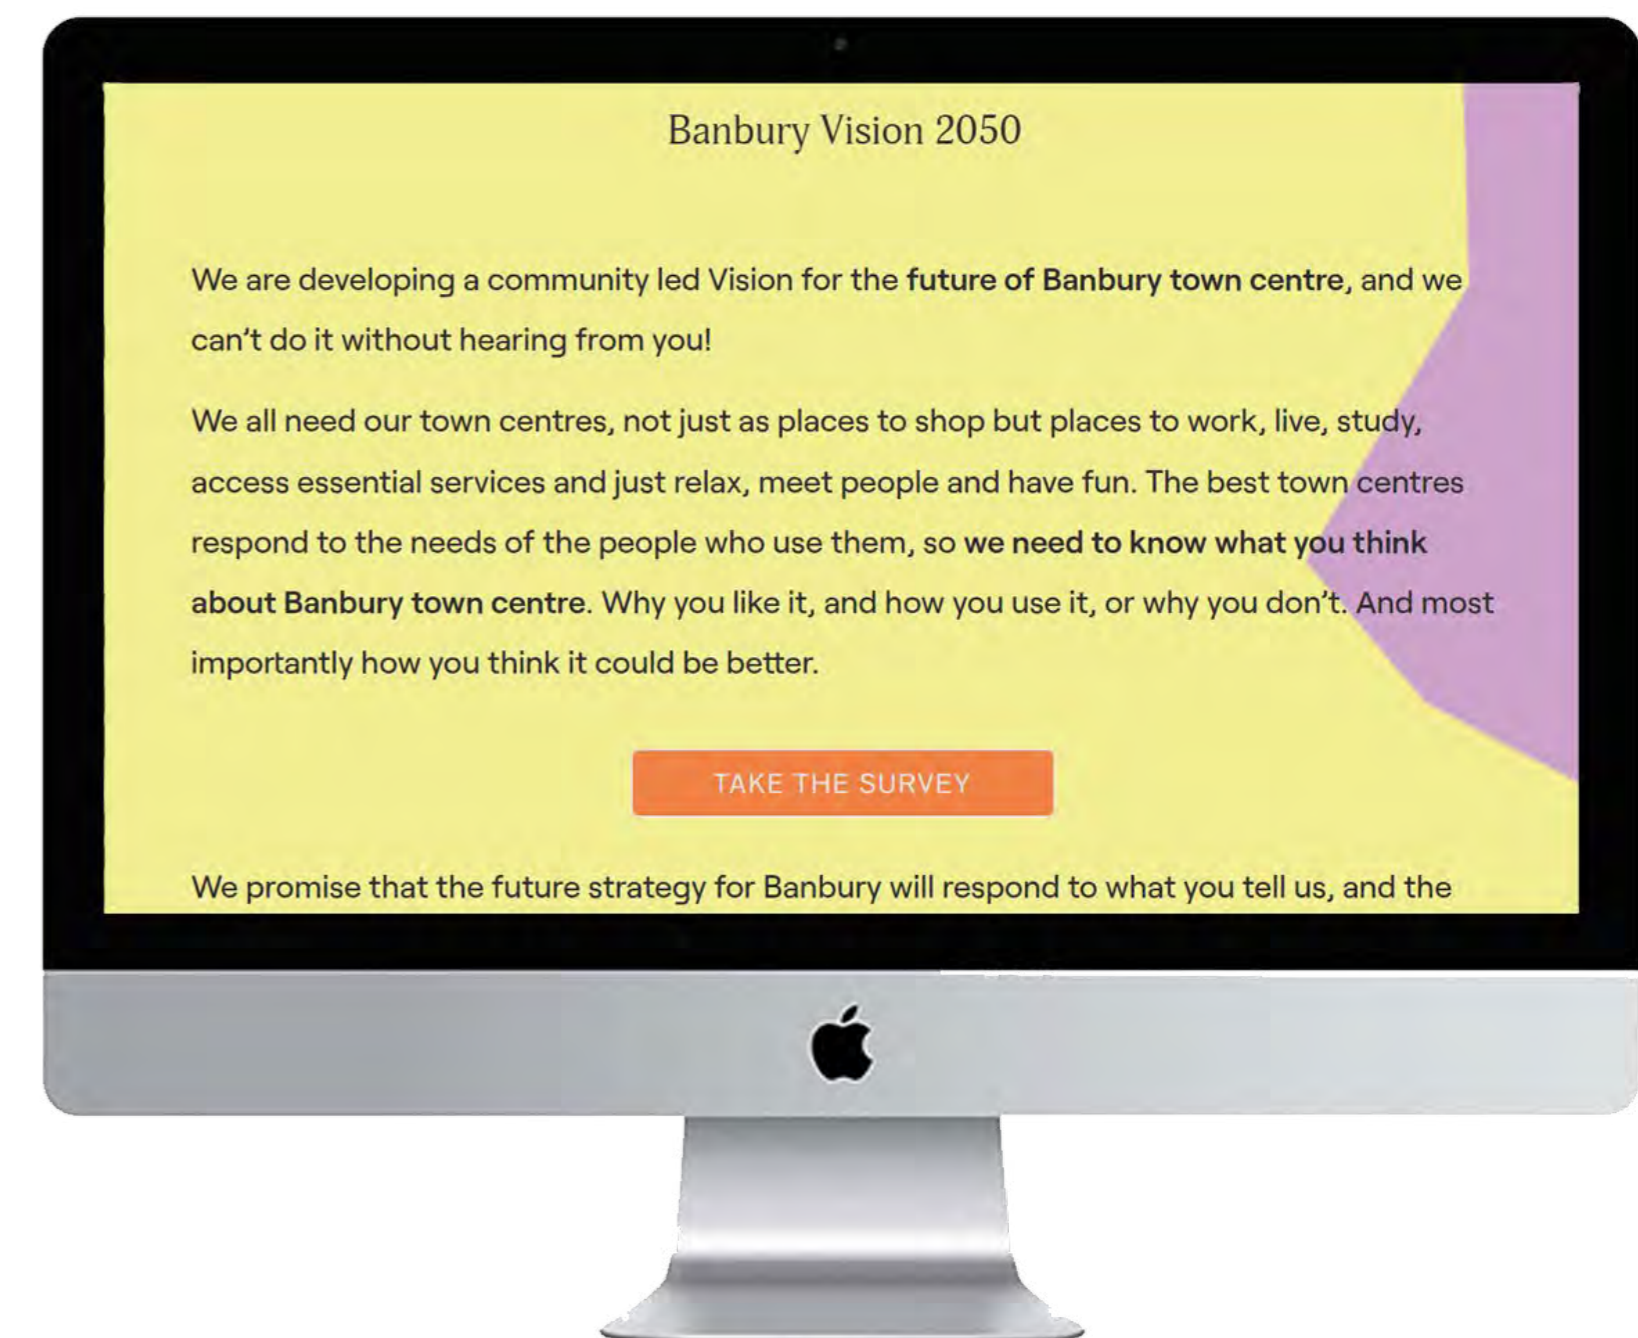 Banbury Vision 2050
We are developing a community led Vision for the future of Banbury town centre, and we
can't do it without hearing from you!
We all need our town centres, not just as places to shop but places to work, live, study,
access essential services and just relax, meet people and have fun. The best town centres
respond to the needs of the people who use them, so we need to know what you think
about Banbury town centre. Why you like it, and how you use it, or why you don't. And most
importantly how you think it could be better.
TAKE THE SURVEY
We promise that the future strategy for Banbury will respond to what you tell us, and the